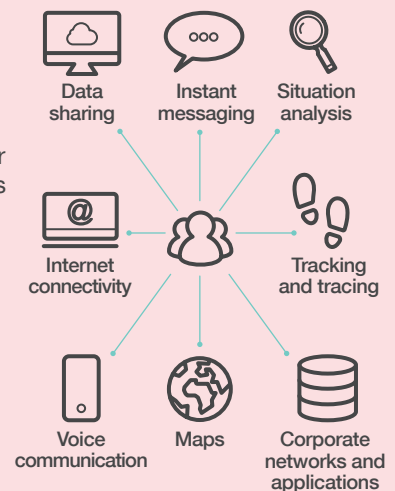 Data
sharing
Instant
messaging
Situation
analysis
r
s
@
Internet
connectivity
Tracking
and tracing
Voice
communication
Maps
Corporate
networks and
applications